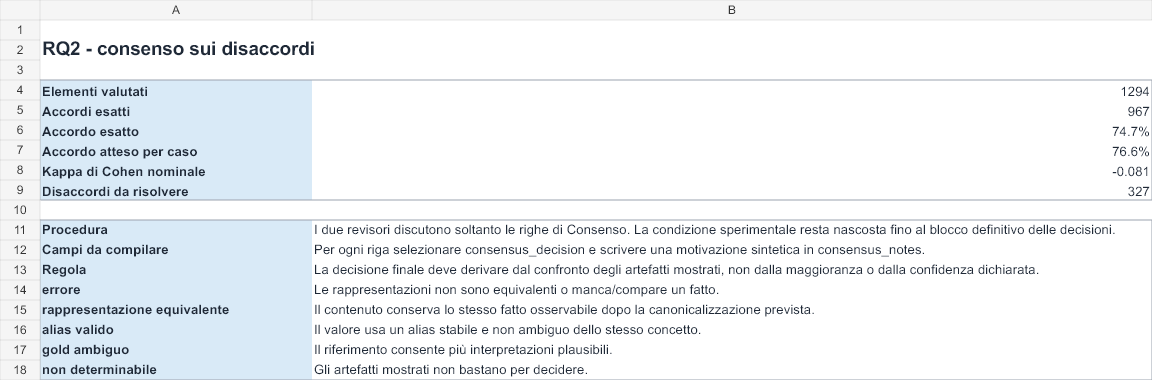 A B
1
2 RQ2 - consenso sui disaccordi
3
4 Elementi valutati 1294
5 Accordi esatti 967
6 Accordo esatto 74.7%
7 Accordo atteso per caso 76.6%
8 Kappa di Cohen nominale -0.081
9 Disaccordi da risolvere 327
10
11 Procedura I due revisori discutono soltanto le righe di Consenso. La condizione sperimentale resta nascosta fino al blocco definitivo delle decisioni.
12 Campi da compilare Per ogni riga selezionare consensus_decision e scrivere una motivazione sintetica in consensus_notes.
13 Regola La decisione finale deve derivare dal confronto degli artefatti mostrati, non dalla maggioranza o dalla confidenza dichiarata.
14 errore Le rappresentazioni non sono equivalenti o manca/compare un fatto.
15 rappresentazione equivalente Il contenuto conserva lo stesso fatto osservabile dopo la canonicalizzazione prevista.
16 alias valido Il valore usa un alias stabile e non ambiguo dello stesso concetto.
17 gold ambiguo Il riferimento consente più interpretazioni plausibili.
18 non determinabile Gli artefatti mostrati non bastano per decidere.